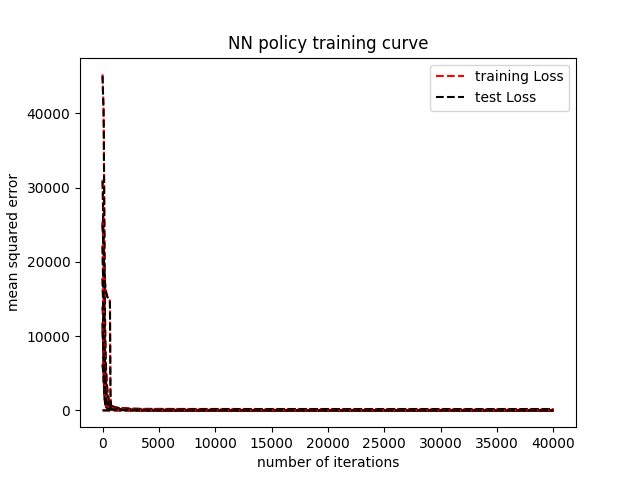 NN policy training curve
training Loss
test Loss
mean squared error
40000
30000
20000
10000
0
0 5000 10000 15000 20000 25000 30000 35000 40000
number of iterations